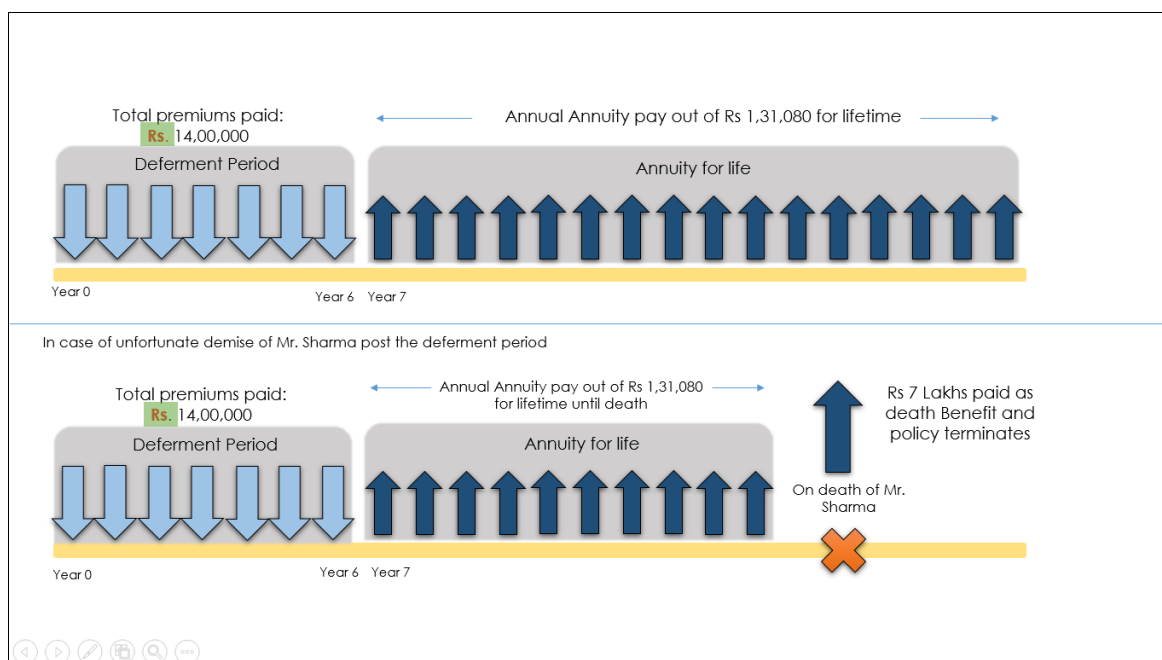 Total premiums paid:
Rs. 14,00,000
Annual Annuity pay out of Rs 1,31,080 for lifetime
Deferment Period
Annuity for life
Year 0
Year 6
Year 7
In case of unfortunate demise of Mr. Sharma post the deferment period
Total premiums paid:
Rs. 14,00,000
Annual Annuity pay out of Rs 1,31,080
for lifetime until death
Rs 7 Lakhs paid as
death Benefit and
policy terminates
Deferment Period
Annuity for life
On death of Mr.
Sharma
Year 0
Year 6
Year 7